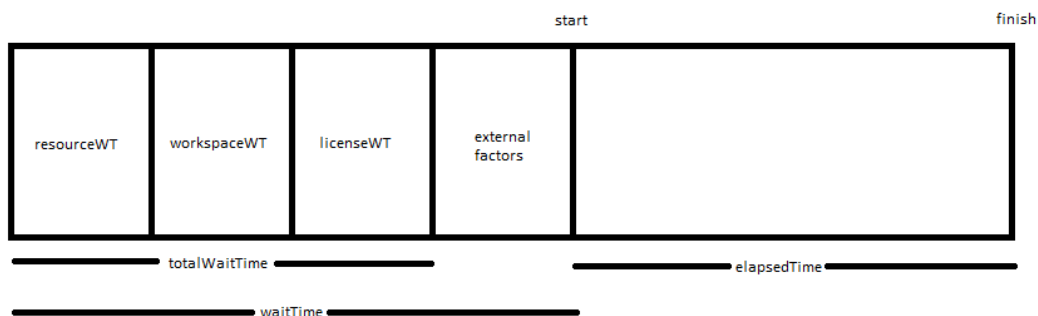 start
finish
resourceWT
workspaceWT
licenseWT
external
factors
totalWaitTime
elapsedTime
waitTime